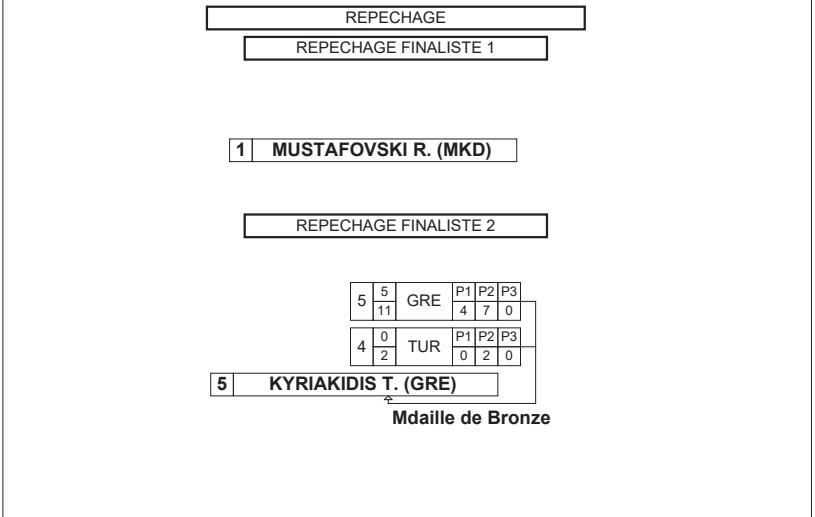 REPECHAGE
REPECHAGE FINALISTE 1
1 MUSTAFOVSKI R. (MKD)
REPECHAGE FINALISTE 2
5 5 GRE P1 P2 P3
11 4 7 0
4 0 TUR P1 P2 P3
2 0 2 0
5 KYRIAKIDIS T. (GRE)
Mdaille de Bronze